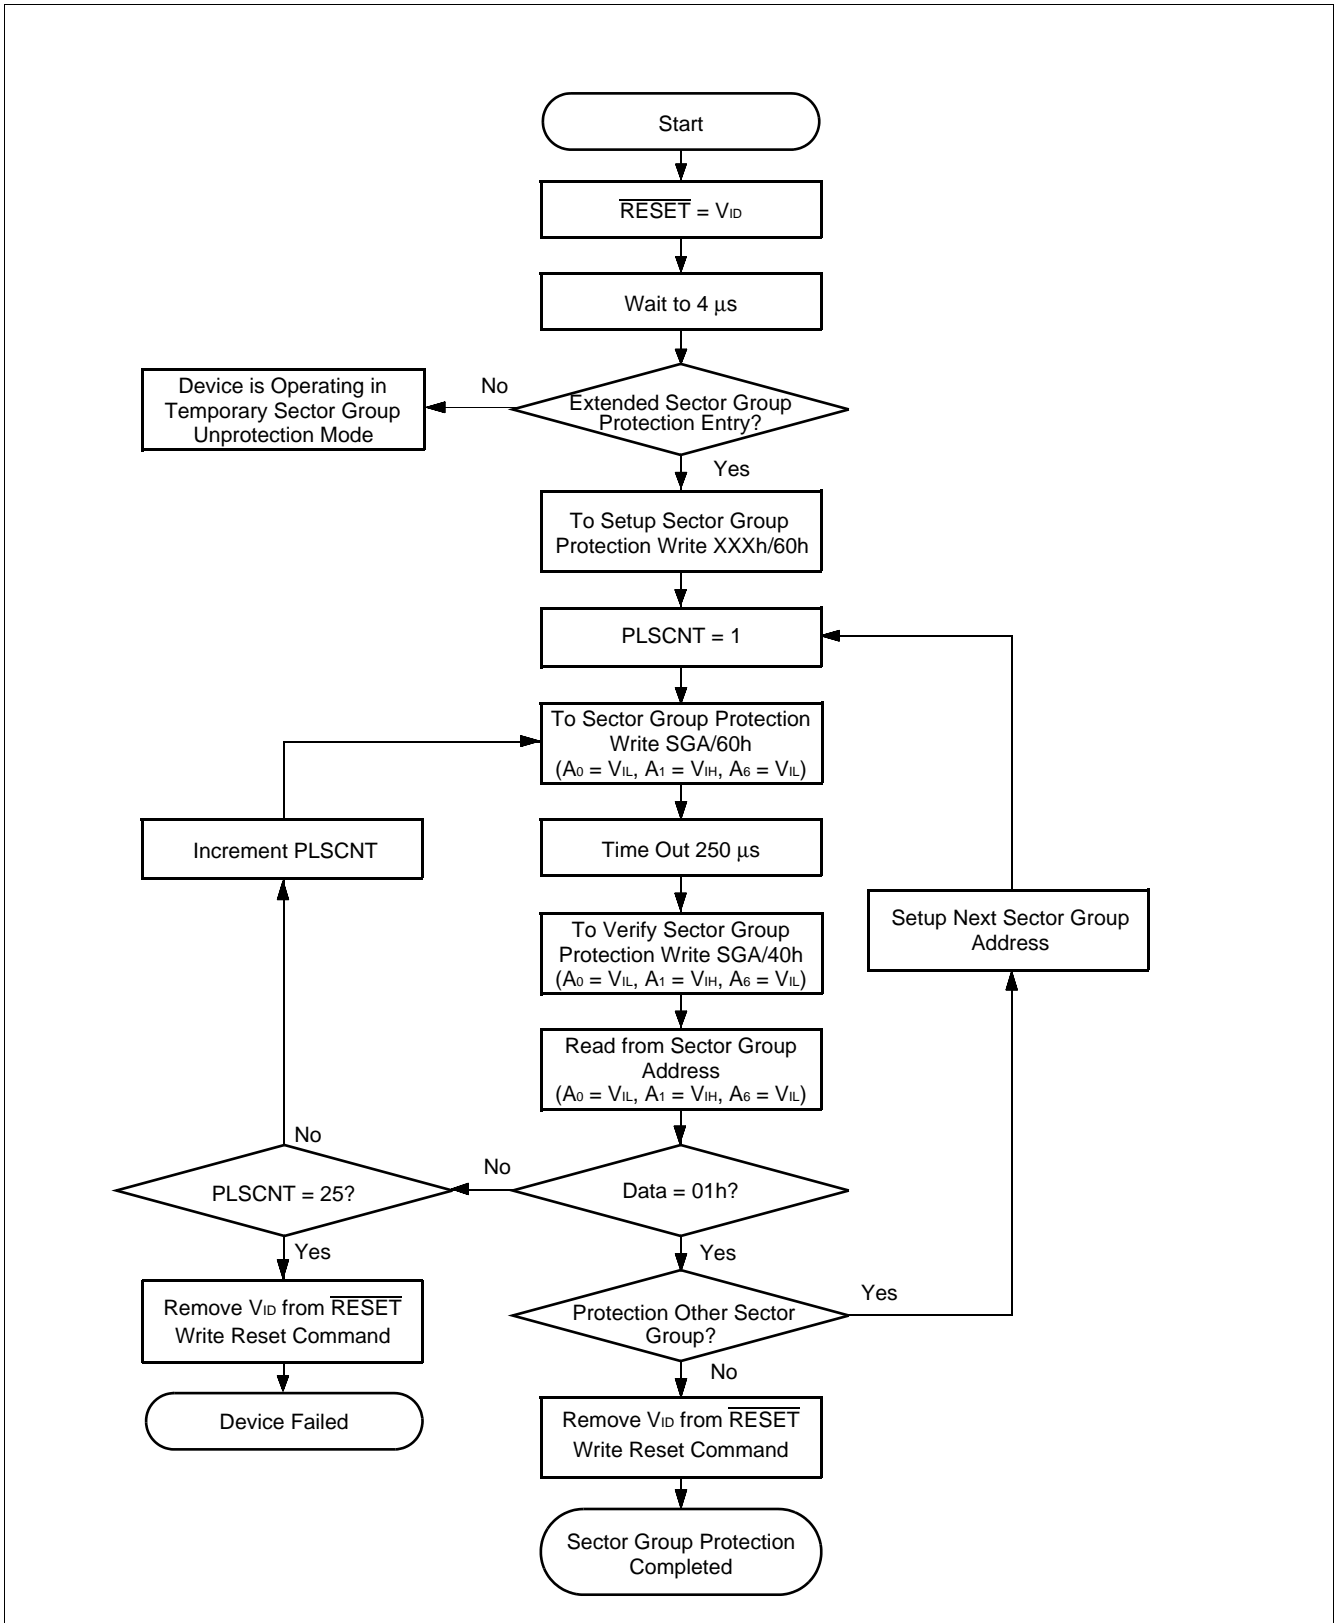 Start
R̅E̅S̅E̅T̅ = VID
Wait to 4 μs
No
Device is Operating in
Temporary Sector Group
Unprotection Mode
Extended Sector Group
Protection Entry?
Yes
To Setup Sector Group
Protection Write XXXh/60h
PLSCNT = 1
To Sector Group Protection
Write SGA/60h
(A0 = VIL, A1 = VIH, A6 = VIL)
Increment PLSCNT
Time Out 250 μs
Setup Next Sector Group
Address
To Verify Sector Group
Protection Write SGA/40h
(A0 = VIL, A1 = VIH, A6 = VIL)
Read from Sector Group
Address
(A0 = VIL, A1 = VIH, A6 = VIL)
No
No
PLSCNT = 25?
Data = 01h?
Yes
Yes
Yes
Remove VID from R̅E̅S̅E̅T̅
Write Reset Command
Protection Other Sector
Group?
No
Device Failed
Remove VID from R̅E̅S̅E̅T̅
Write Reset Command
Sector Group Protection
Completed